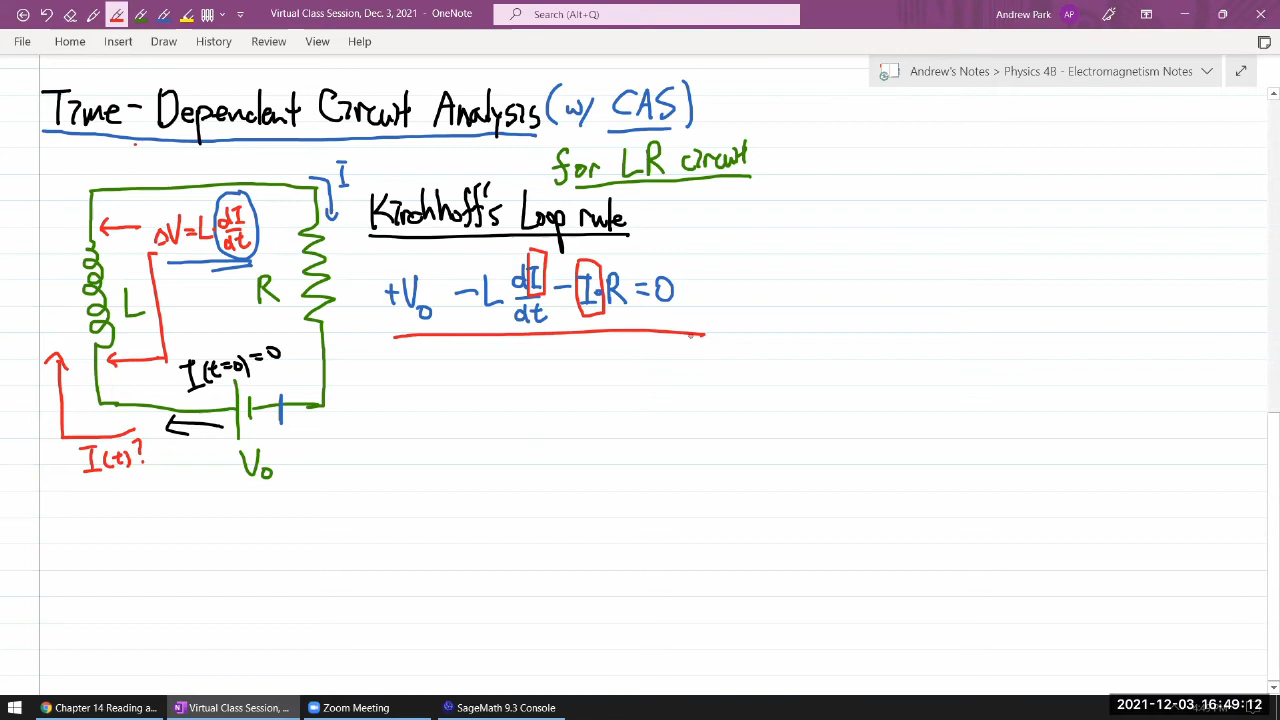 Virtual Class Session, Dec. 3, 2021 - OneNote
Search (Alt+Q)
Andrew Park
AP
File Home Insert Draw History Review View Help
Andrew's Notes > Physics 4B - Electromagnetism Notes
Time-Dependent Circuit Analysis (w/ CAS)
for LR circuit
I
Kirchhoff's Loop rule
ΔV = L · dI/dt
+V₀ - L dI/dt - I·R = 0
R
L
I(t=0)=0
I(t)?
V₀
Chapter 14 Reading a...
Virtual Class Session, ...
Zoom Meeting
SageMath 9.3 Console
2021-12-03 16:49:12